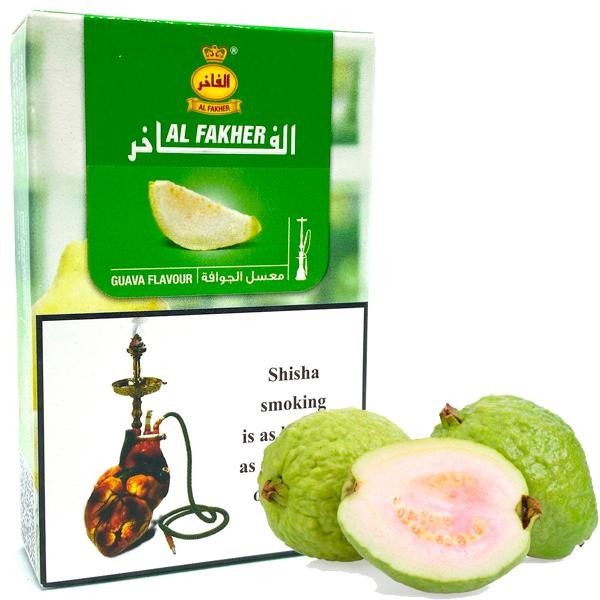 الفاخر
®
AL FAKHER
الفاخر AL FAKHER
GUAVA FLAVOUR | معسل الجوافة
Shisha
smoking
is as
as